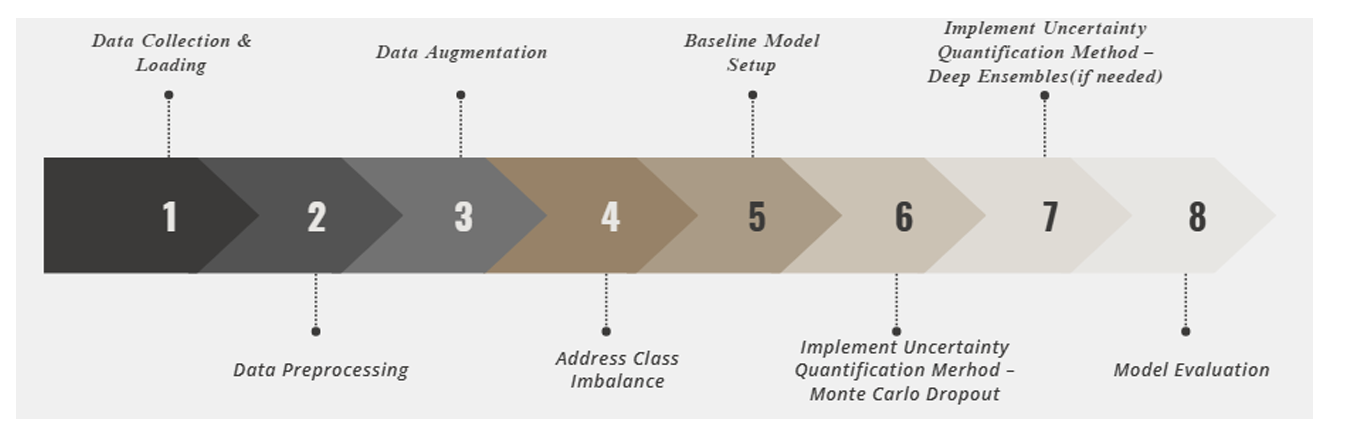 Data Collection &
Loading
Data Augmentation
Baseline Model
Setup
Implement Uncertainty
Quantification Method –
Deep Ensembles(if needed)
1
2
3
4
5
6
7
8
Data Preprocessing
Address Class
Imbalance
Implement Uncertainty
Quantification Merhod –
Monte Carlo Dropout
Model Evaluation